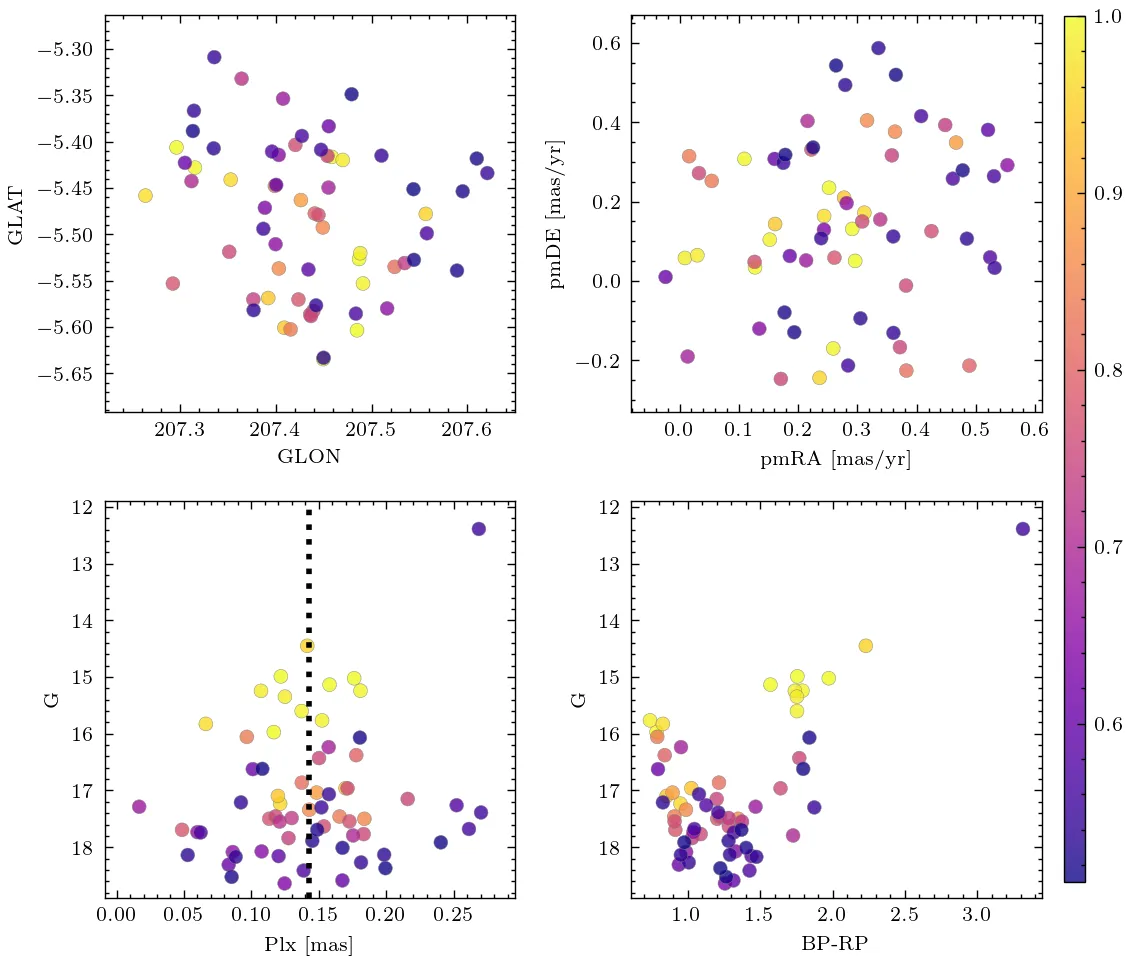 −5.30
−5.35
−5.40
−5.45
−5.50
−5.55
−5.60
−5.65
GLAT
207.3 207.4 207.5 207.6
GLON
0.6
0.4
0.2
0.0
−0.2
pmDE [mas/yr]
0.0 0.1 0.2 0.3 0.4 0.5 0.6
pmRA [mas/yr]
1.0
0.9
0.8
0.7
0.6
12
13
14
15
16
17
18
G
0.00 0.05 0.10 0.15 0.20 0.25
Plx [mas]
12
13
14
15
16
17
18
G
1.0 1.5 2.0 2.5 3.0
BP-RP